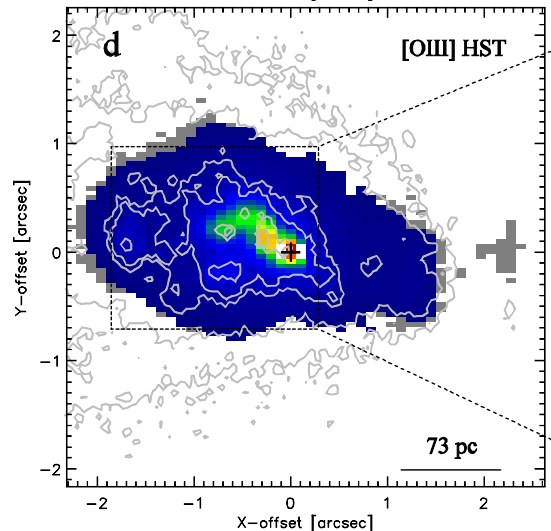 d
[OIII] HST
2
1
0
−1
−2
Y-offset [arcsec]
73 pc
−2
−1
0
1
2
X-offset [arcsec]